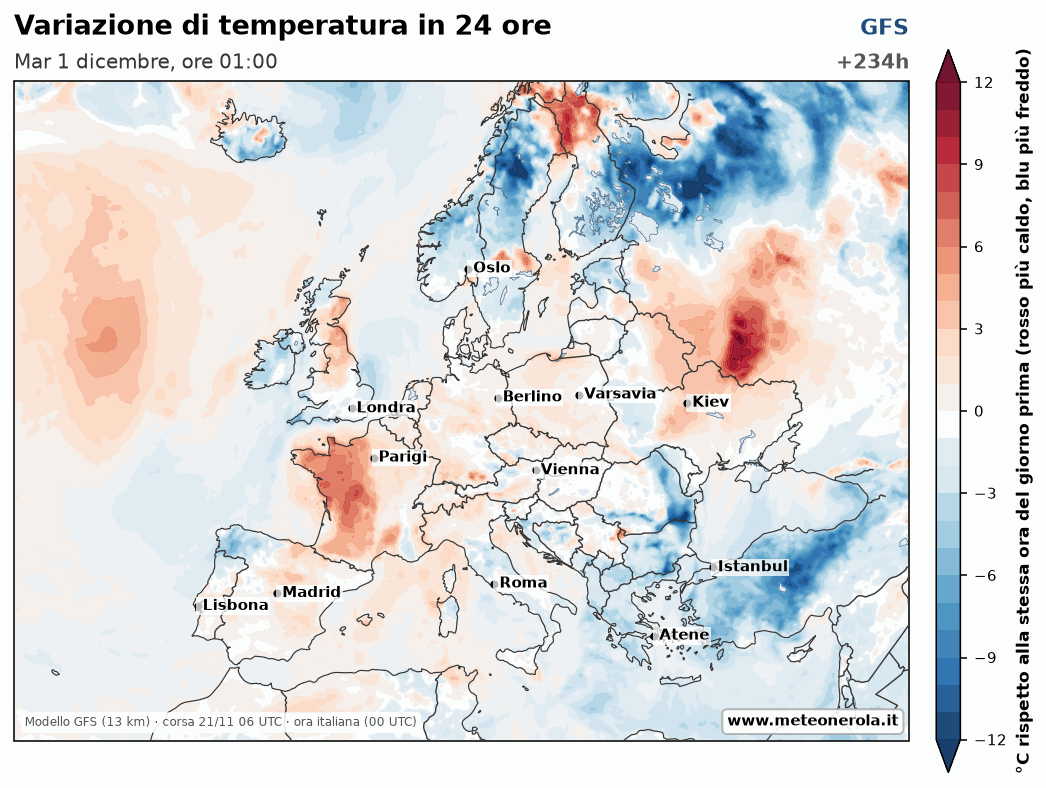 Variazione di temperatura in 24 ore
GFS
Mar 1 dicembre, ore 01:00
+234h
Oslo
Londra
Berlino
Varsavia
Kiev
Parigi
Vienna
Istanbul
Roma
Madrid
Lisbona
Atene
Modello GFS (13 km) · corsa 21/11 06 UTC · ora italiana (00 UTC)
www.meteonerola.it
12
9
6
3
0
−3
−6
−9
−12
°C rispetto alla stessa ora del giorno prima (rosso più caldo, blu più freddo)